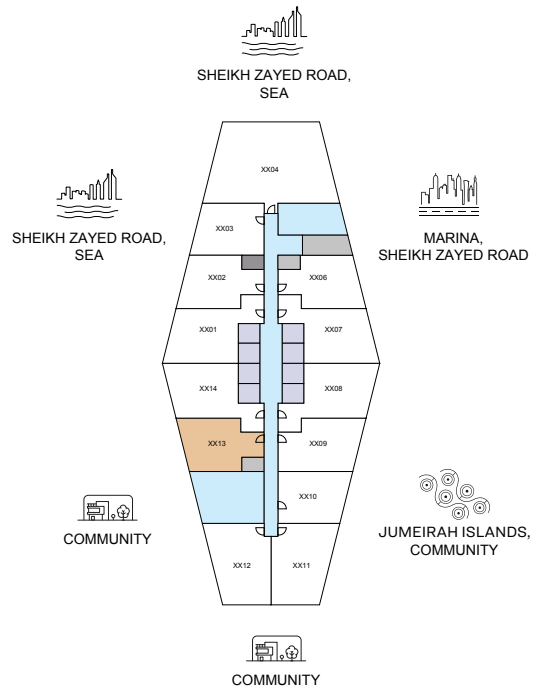 SHEIKH ZAYED ROAD,
SEA
XX04
SHEIKH ZAYED ROAD,
SEA
XX03
MARINA,
SHEIKH ZAYED ROAD
XX02
XX06
XX01
XX07
XX14
XX08
XX13
XX09
XX10
COMMUNITY
JUMEIRAH ISLANDS,
COMMUNITY
XX12
XX11
COMMUNITY